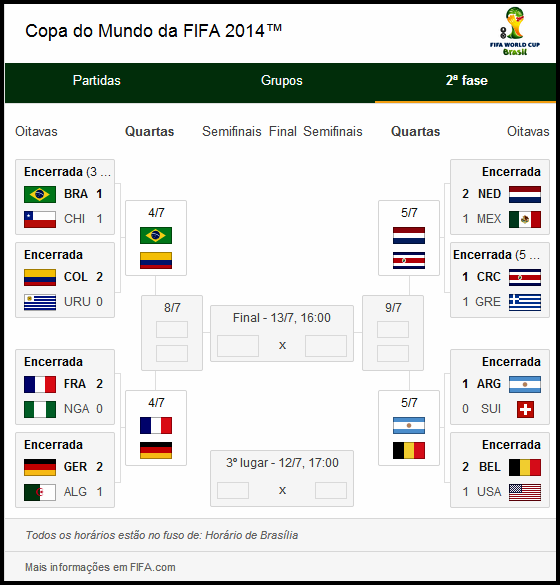 Copa do Mundo da FIFA 2014™
FIFA WORLD CUP
Brasil
Partidas Grupos 2ª fase
Oitavas Quartas Semifinais Final Semifinais Quartas Oitavas
Encerrada (3 ...
BRA 1
CHI 1
Encerrada
COL 2
URU 0
4/7
Encerrada
FRA 2
NGA 0
Encerrada
GER 2
ALG 1
4/7
8/7
Final - 13/7, 16:00
x
3º lugar - 12/7, 17:00
x
9/7
5/7
Encerrada
2 NED
1 MEX
Encerrada (5 ...
1 CRC
1 GRE
5/7
Encerrada
1 ARG
0 SUI
Encerrada
2 BEL
1 USA
Todos os horários estão no fuso de: Horário de Brasília
Mais informações em FIFA.com